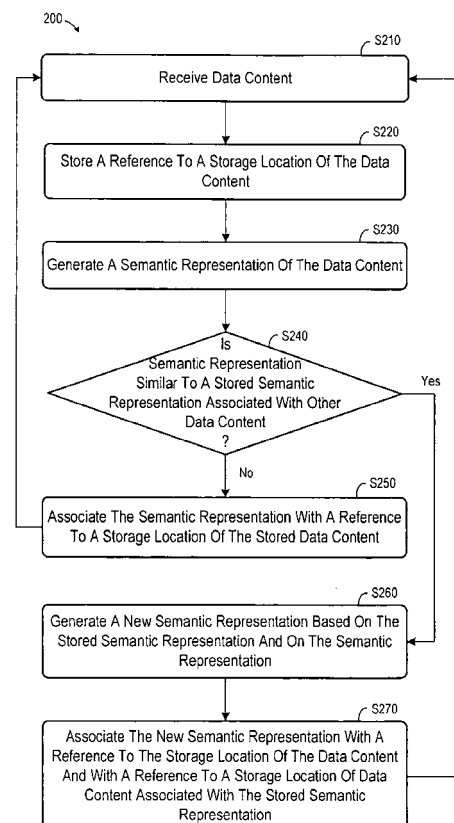 200
S210
Receive Data Content
S220
Store A Reference To A Storage Location Of The Data
Content
S230
Generate A Semantic Representation Of The Data Content
S240
Is
Semantic Representation
Similar To A Stored Semantic
Representation Associated With Other
Data Content
?
Yes
No
S250
Associate The Semantic Representation With A Reference
To A Storage Location Of The Stored Data Content
S260
Generate A New Semantic Representation Based On The
Stored Semantic Representation And On The Semantic
Representation
S270
Associate The New Semantic Representation With A
Reference To The Storage Location Of The Data Content
And With A Reference To A Storage Location Of Data
Content Associated With The Stored Semantic
Representation